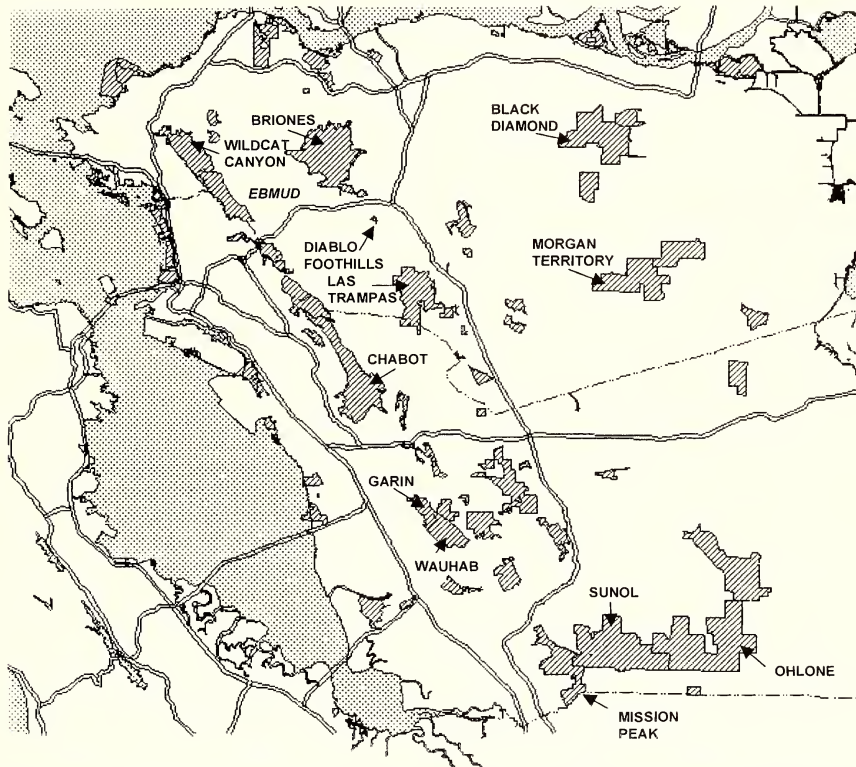 BLACK
DIAMOND
BRIONES
WILDCAT
CANYON
EBMUD
DIABLO
FOOTHILLS
LAS
TRAMPAS
MORGAN
TERRITORY
CHABOT
GARIN
WAUHAB
SUNOL
OHLONE
MISSION
PEAK